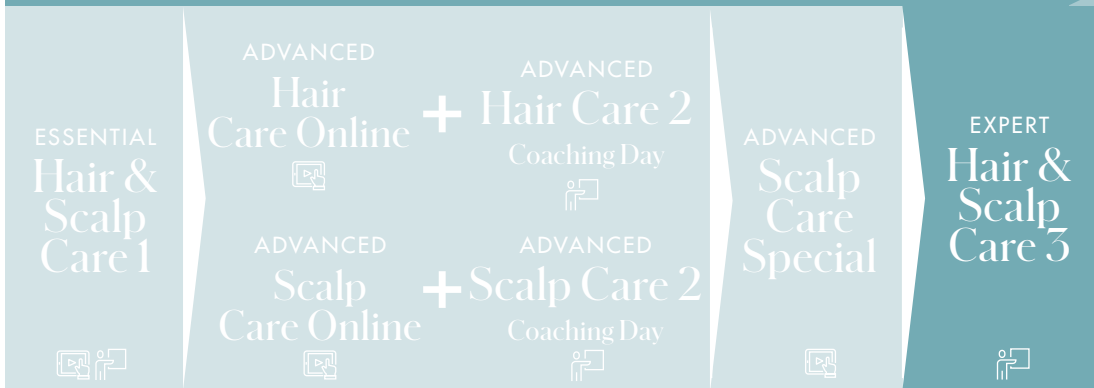 ESSENTIAL
Hair &
Scalp
Care 1
ADVANCED
Hair
Care Online
+
ADVANCED
Hair Care 2
Coaching Day
ADVANCED
Scalp
Care Online
+
ADVANCED
Scalp Care 2
Coaching Day
ADVANCED
Scalp
Care
Special
EXPERT
Hair &
Scalp
Care 3